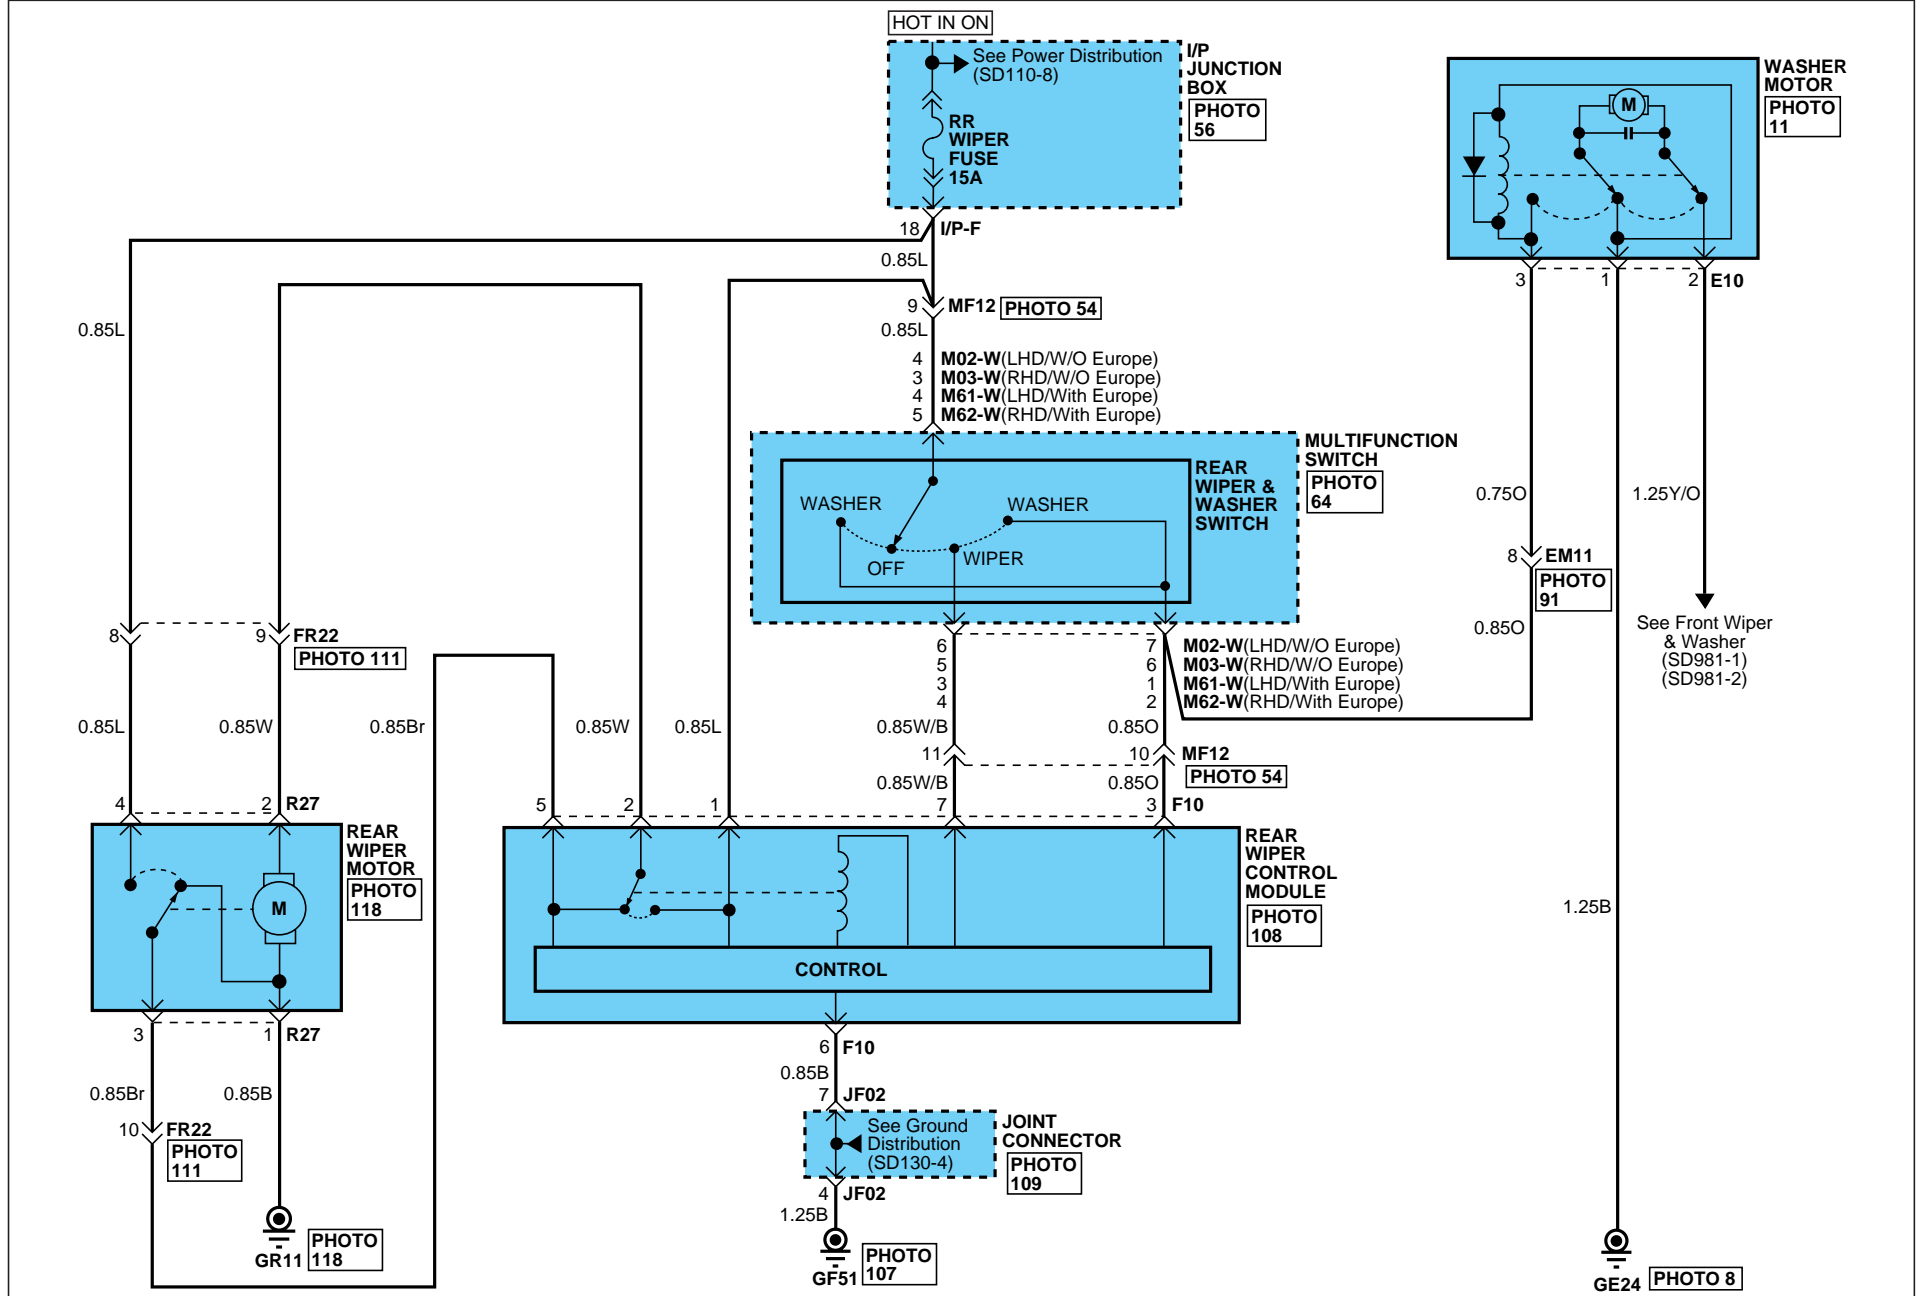 HOT IN ON
See Power Distribution
(SD110-8)
I/P
JUNCTION
BOX
PHOTO
56
RR
WIPER
FUSE
15A
18 I/P-F
0.85L
9 MF12 PHOTO 54
0.85L
4 M02-W(LHD/W/O Europe)
3 M03-W(RHD/W/O Europe)
4 M61-W(LHD/With Europe)
5 M62-W(RHD/With Europe)
WASHER
MOTOR
PHOTO
11
M
3 1 2 E10
MULTIFUNCTION
SWITCH
PHOTO
64
REAR
WIPER &
WASHER
SWITCH
WASHER
WASHER
OFF
WIPER
0.85L
0.75O
1.25Y/O
8 EM11
PHOTO
91
0.85O
See Front Wiper
& Washer
(SD981-1)
(SD981-2)
8 9 FR22
PHOTO 111
6 7 M02-W(LHD/W/O Europe)
5 6 M03-W(RHD/W/O Europe)
3 1 M61-W(LHD/With Europe)
4 2 M62-W(RHD/With Europe)
0.85L 0.85W 0.85Br 0.85W 0.85L 0.85W/B 0.85O
11 10 MF12
PHOTO 54
0.85W/B 0.85O
4 2 R27
5 2 1 7 3 F10
REAR
WIPER
MOTOR
PHOTO
118
M
REAR
WIPER
CONTROL
MODULE
PHOTO
108
CONTROL
1.25B
3 1 R27
6 F10
0.85B
7 JF02
0.85Br 0.85B
10 FR22
PHOTO
111
See Ground
Distribution
(SD130-4)
JOINT
CONNECTOR
PHOTO
109
4 JF02
1.25B
GR11
PHOTO
118
GF51
PHOTO
107
GE24
PHOTO 8